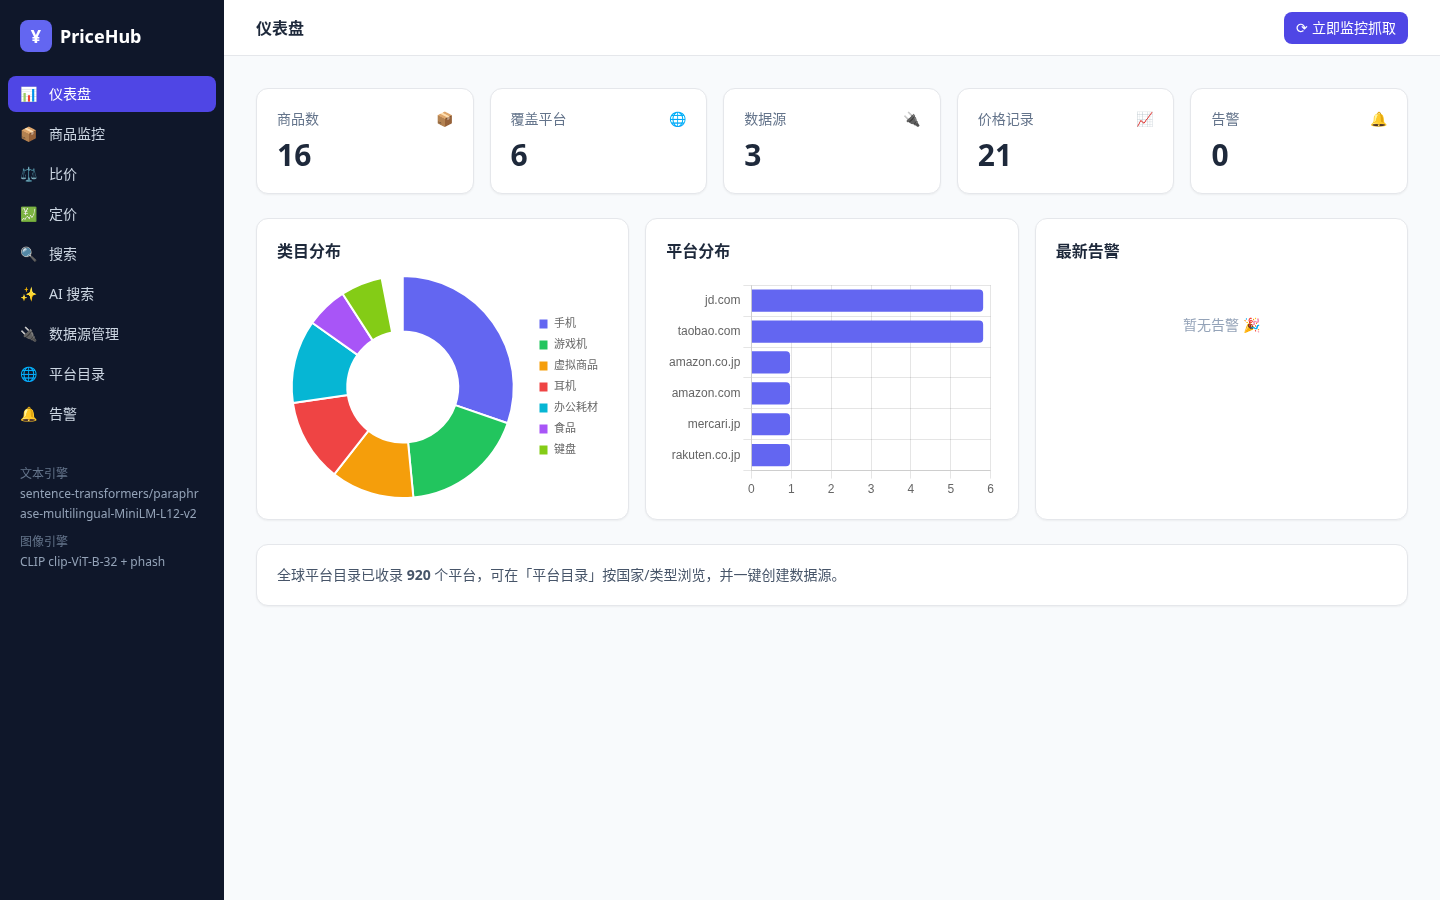 ¥ PriceHub
仪表盘
商品监控
比价
定价
搜索
AI 搜索
数据源管理
平台目录
告警
文本引擎
sentence-transformers/paraphr
ase-multilingual-MiniLM-L12-v2
图像引擎
CLIP clip-ViT-B-32 + phash
仪表盘
⟳ 立即监控抓取
商品数
16
覆盖平台
6
数据源
3
价格记录
21
告警
0
类目分布
手机
游戏机
虚拟商品
耳机
办公耗材
食品
键盘
平台分布
jd.com
taobao.com
amazon.co.jp
amazon.com
mercari.jp
rakuten.co.jp
0 1 2 3 4 5 6
最新告警
暂无告警 🎉
全球平台目录已收录 920 个平台，可在「平台目录」按国家/类型浏览，并一键创建数据源。